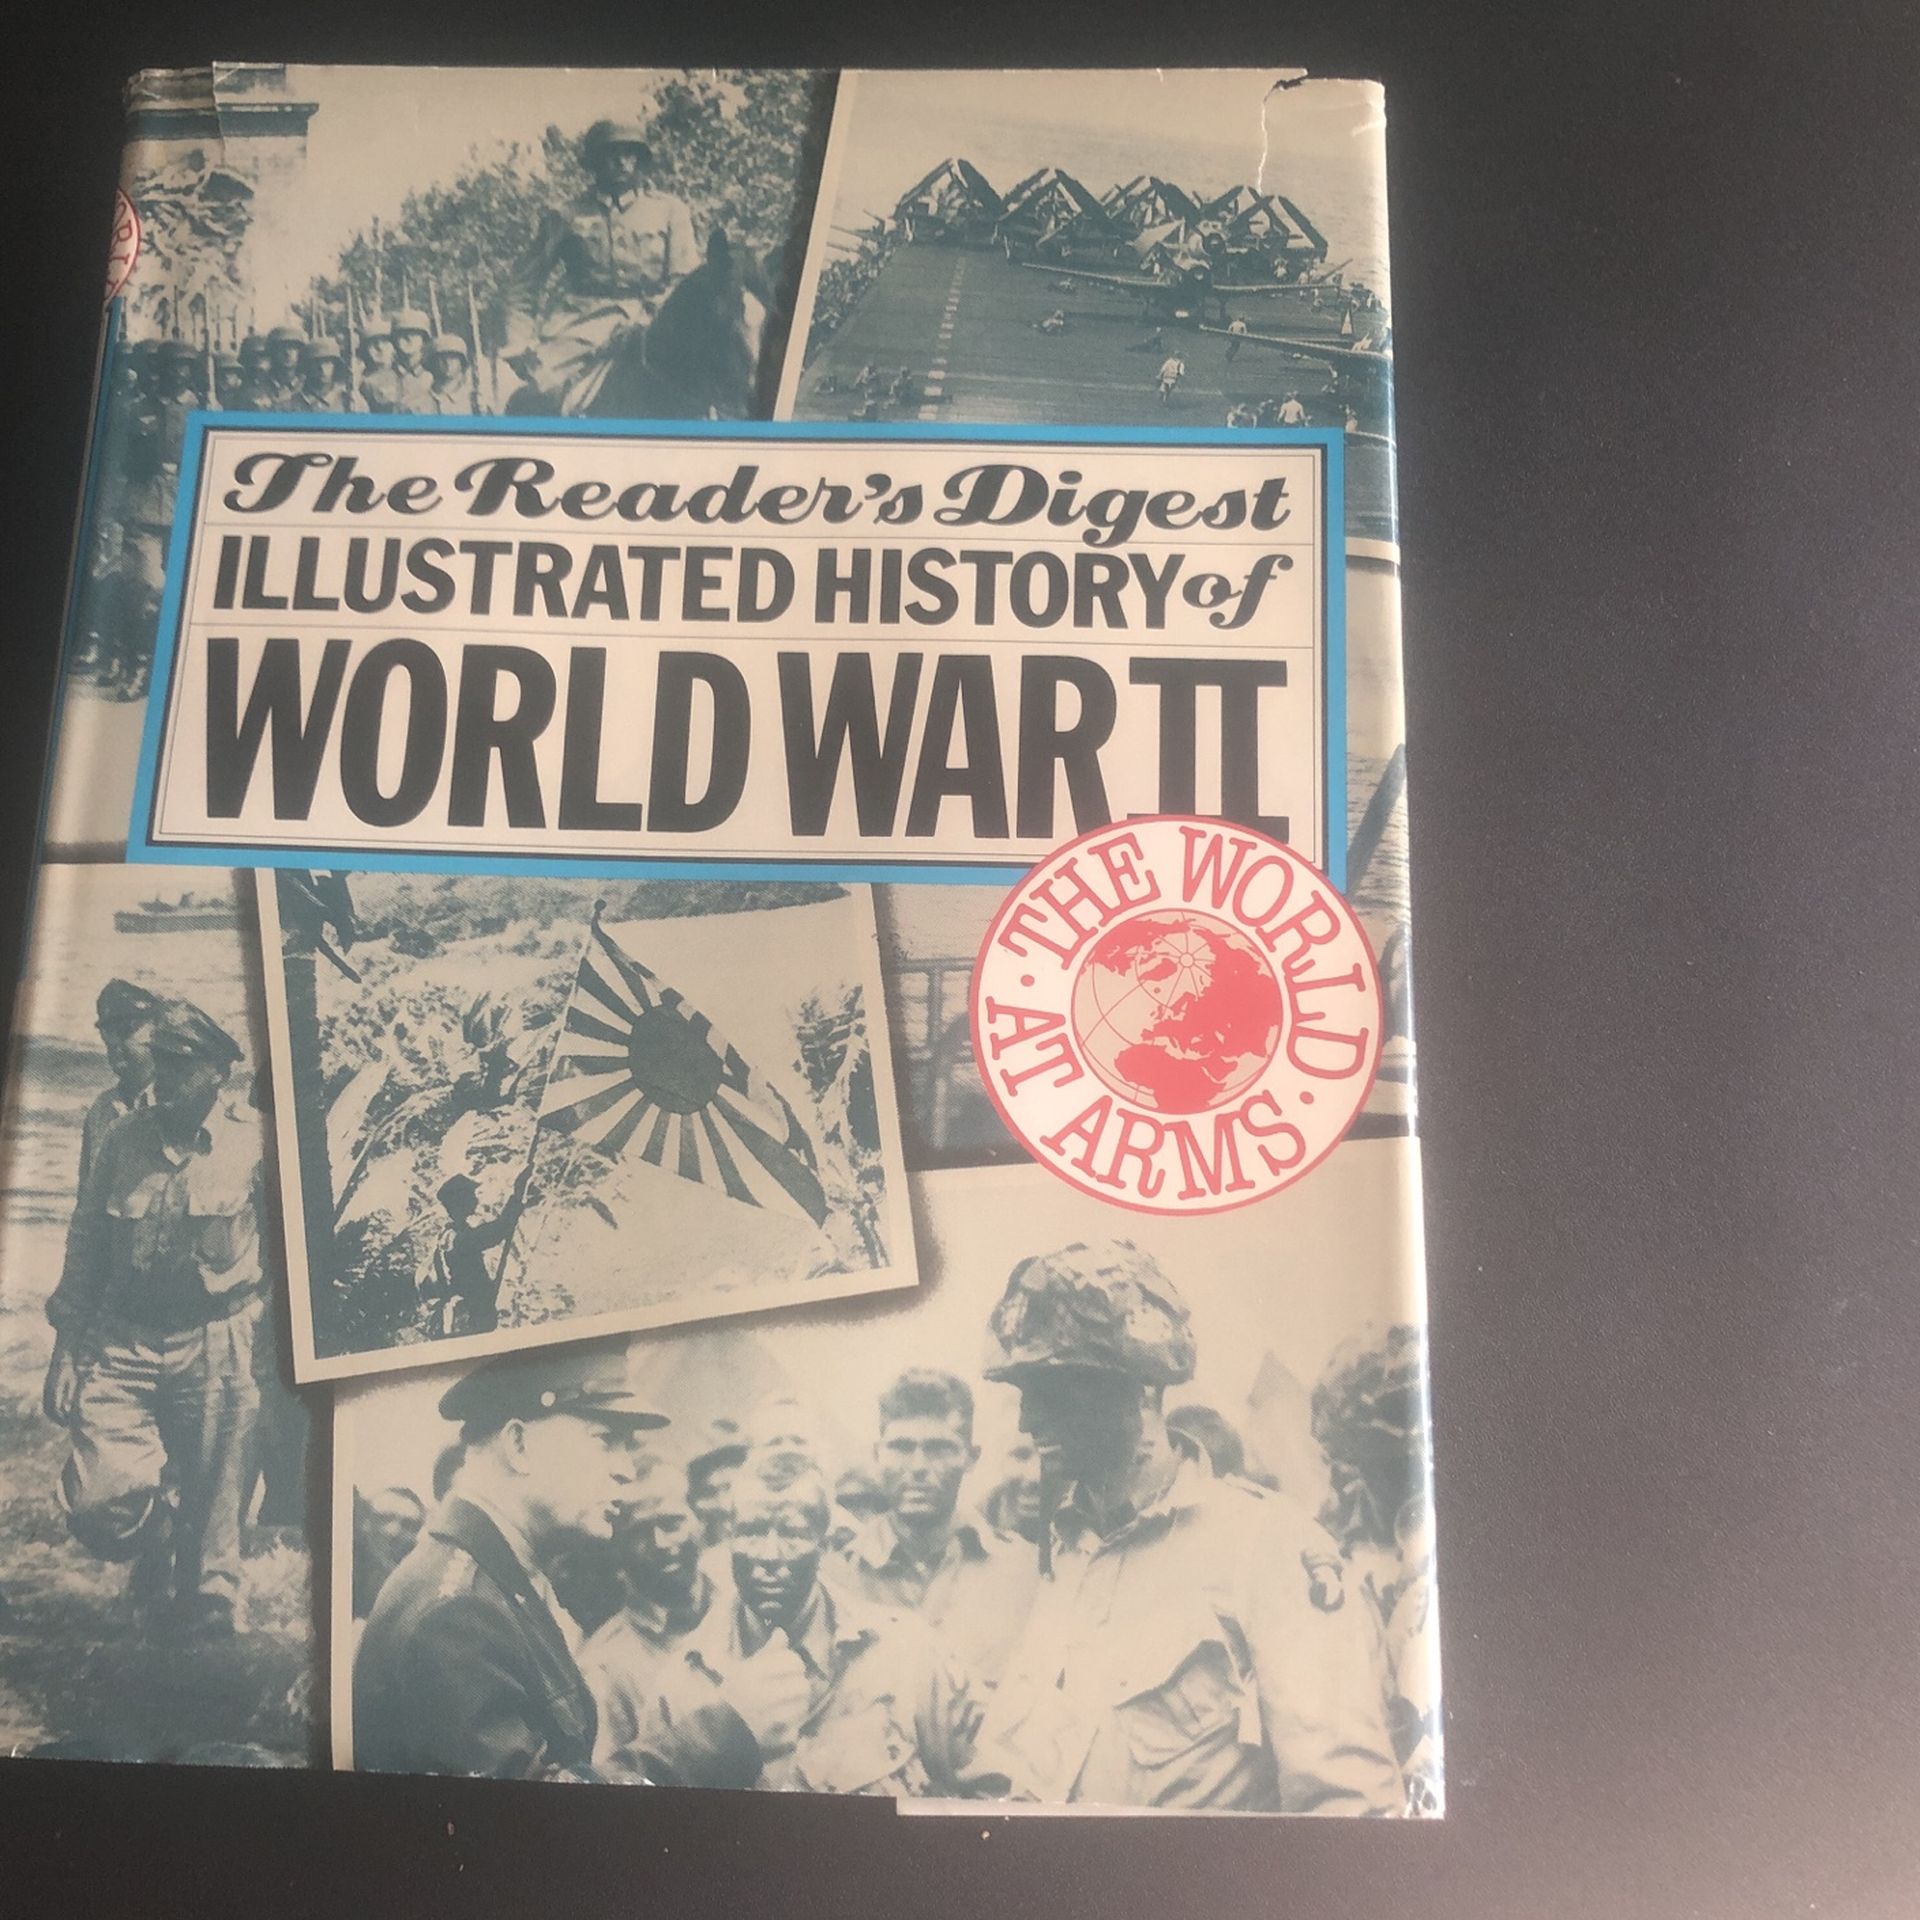 The Reader's Digest
ILLUSTRATED HISTORY of
WORLD WAR II
THE WORLD
AT ARMS